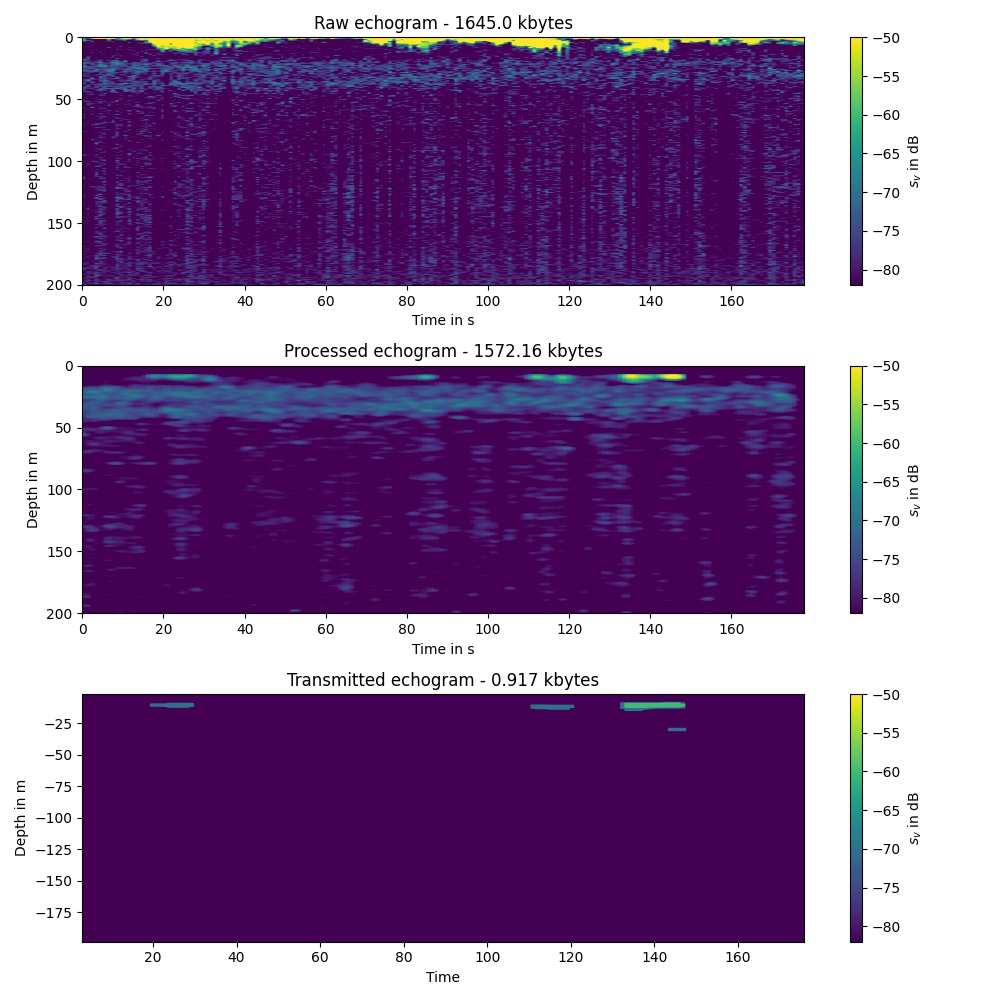 Raw echogram - 1645.0 kbytes
0
50
100
150
200
Depth in m
0 20 40 60 80 100 120 140 160
Time in s
−50
−55
−60
−65
−70
−75
−80
sv in dB
Processed echogram - 1572.16 kbytes
0
50
100
150
200
Depth in m
0 20 40 60 80 100 120 140 160
Time in s
−50
−55
−60
−65
−70
−75
−80
sv in dB
Transmitted echogram - 0.917 kbytes
−25
−50
−75
−100
−125
−150
−175
Depth in m
20 40 60 80 100 120 140 160
Time
−50
−55
−60
−65
−70
−75
−80
sv in dB